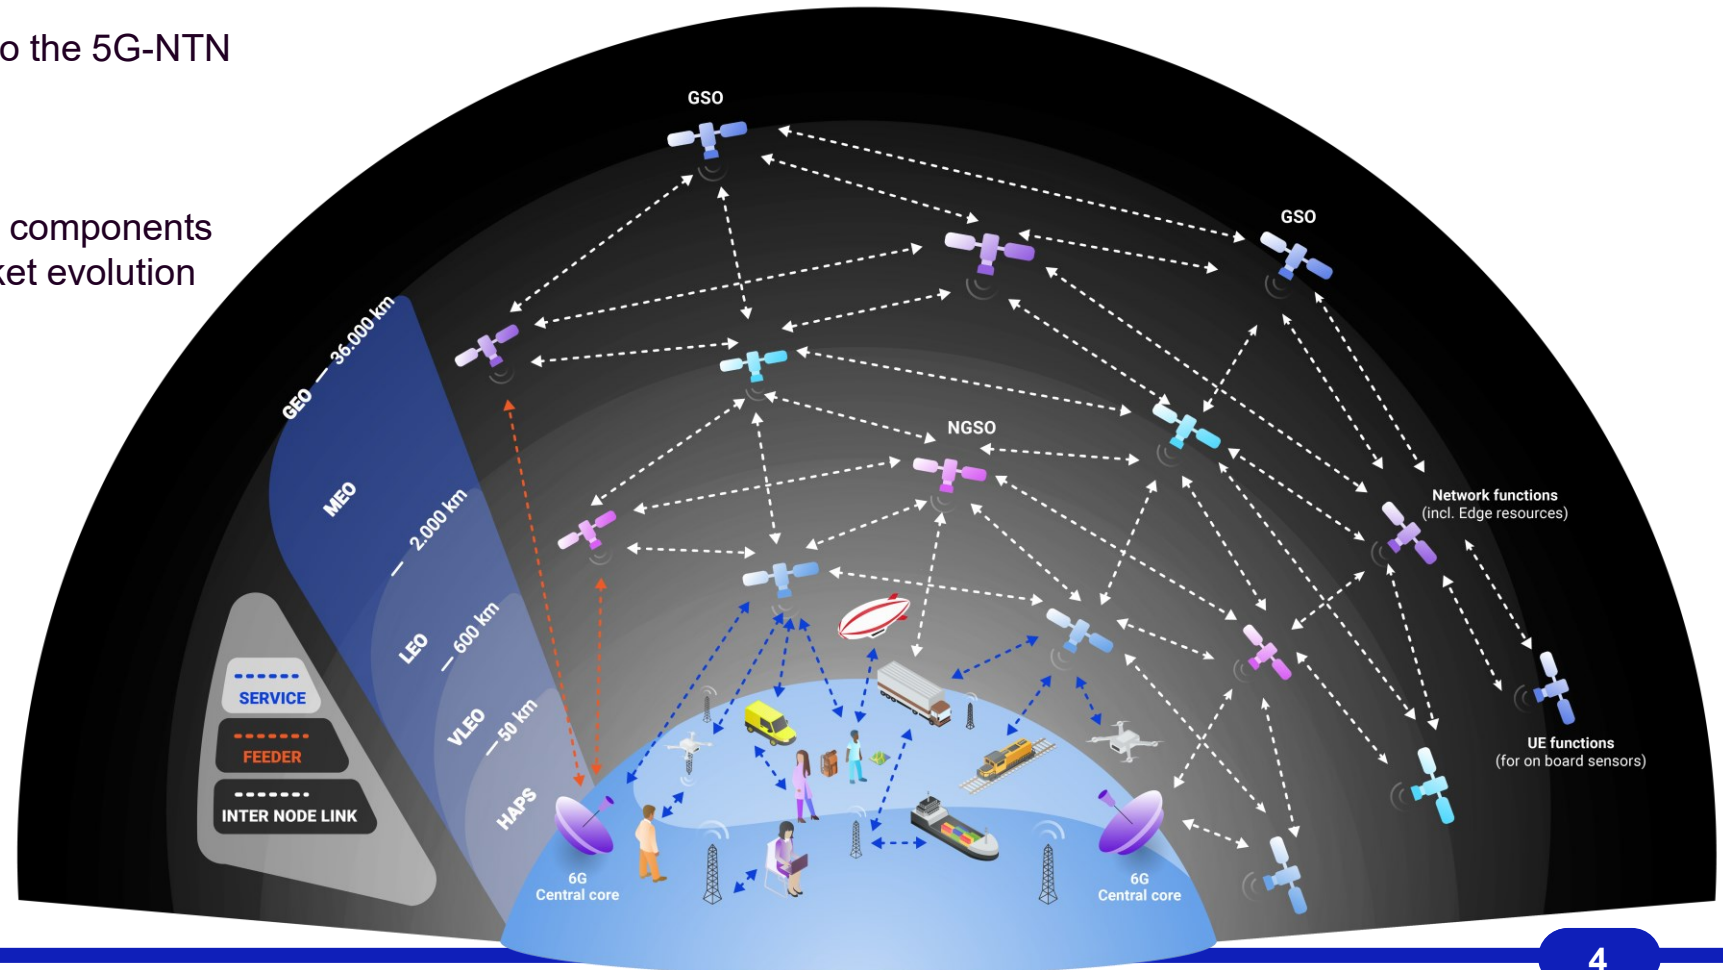 o the 5G-NTN
components
ket evolution
GSO
GSO
GEO — 36.000 km
MEO
— 2.000 km
NGSO
LEO
— 600 km
VLEO
— 50 km
HAPS
Network functions
(incl. Edge resources)
UE functions
(for on board sensors)
SERVICE
FEEDER
INTER NODE LINK
6G
Central core
6G
Central core
4